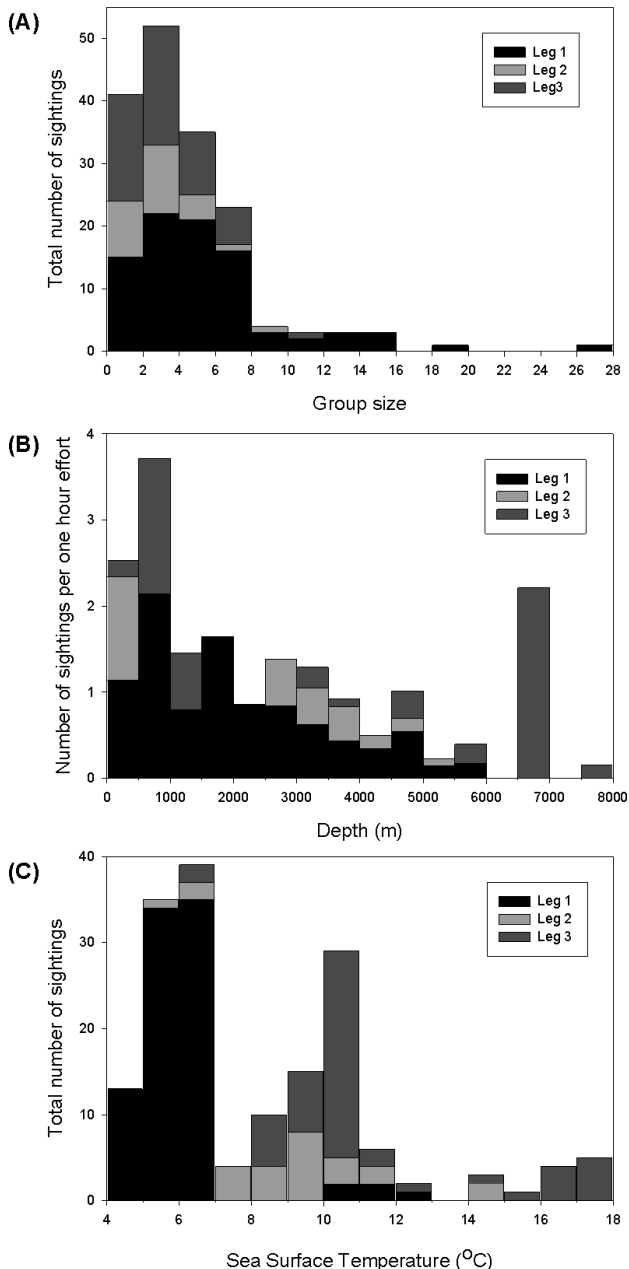 (A)
Total number of sightings
50
40
30
20
10
0
Leg 1
Leg 2
Leg3
0 2 4 6 8 10 12 14 16 18 20 22 24 26 28
Group size
(B)
Number of sightings per one hour effort
4
3
2
1
0
Leg 1
Leg 2
Leg 3
0 1000 2000 3000 4000 5000 6000 7000 8000
Depth (m)
(C)
Total number of sightings
40
30
20
10
0
Leg 1
Leg 2
Leg 3
4 6 8 10 12 14 16 18
Sea Surface Temperature (ºC)